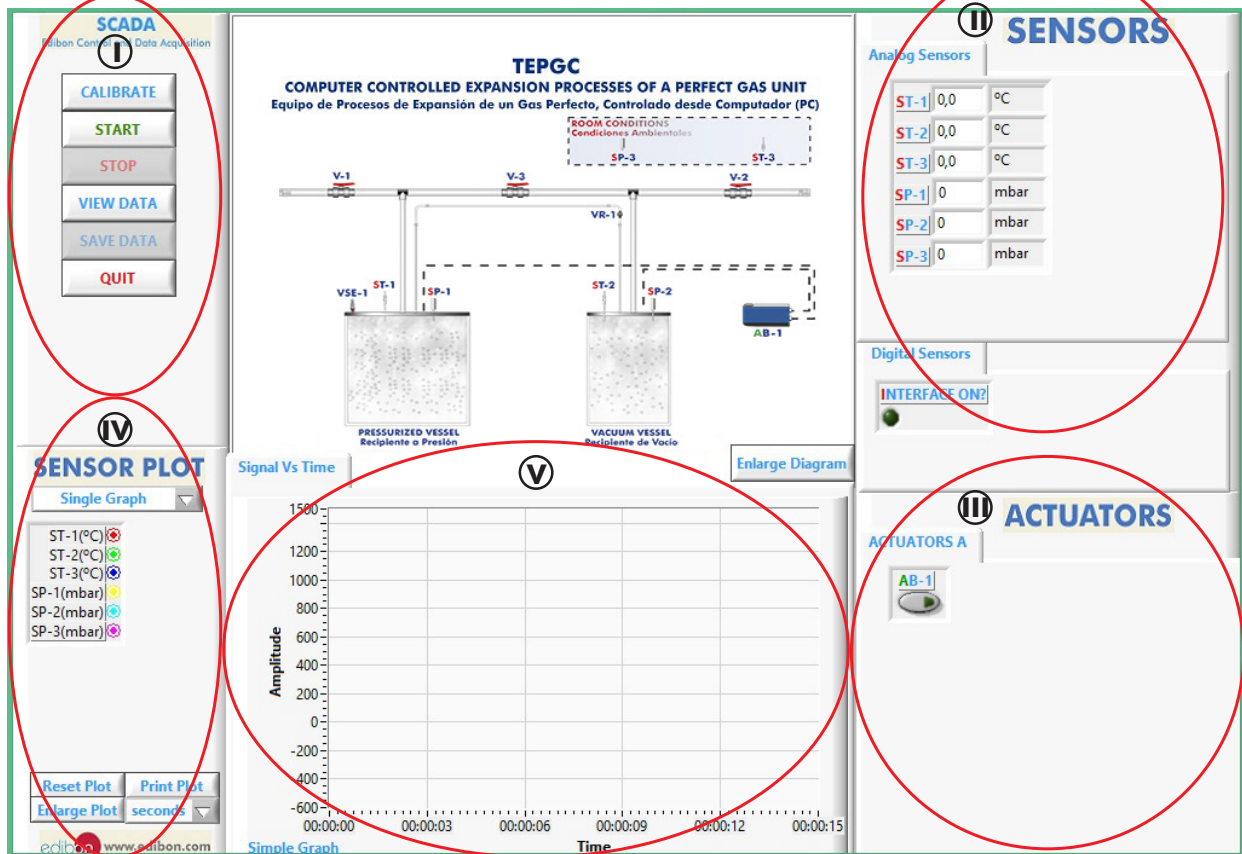 SCADA
Edibon Control and Data Acquisition
I
CALIBRATE
START
STOP
VIEW DATA
SAVE DATA
QUIT
TEPGC
COMPUTER CONTROLLED EXPANSION PROCESSES OF A PERFECT GAS UNIT
Equipo de Procesos de Expansión de un Gas Perfecto, Controlado desde Computador (PC)
ROOM CONDITIONS
Condiciones Ambientales
SP-3 ST-3
V-1 V-3 V-2
VR-1
VSE-1 ST-1 SP-1 ST-2 SP-2
AB-1
PRESSURIZED VESSEL
Recipiente a Presión
VACUUM VESSEL
Recipiente de Vacío
Enlarge Diagram
II
SENSORS
Analog Sensors
ST-1 0,0 ºC
ST-2 0,0 ºC
ST-3 0,0 ºC
SP-1 0 mbar
SP-2 0 mbar
SP-3 0 mbar
Digital Sensors
INTERFACE ON?
IV
SENSOR PLOT
Single Graph
ST-1(ºC)
ST-2(ºC)
ST-3(ºC)
SP-1(mbar)
SP-2(mbar)
SP-3(mbar)
Reset Plot Print Plot
Enlarge Plot seconds
edibon www.edibon.com
Signal Vs Time
V
1500
1200
1000
800
600
400
200
0
-200
-400
-600
Amplitude
00:00:00 00:00:03 00:00:06 00:00:09 00:00:12 00:00:15
Time
Simple Graph
III
ACTUATORS
ACTUATORS A
AB-1